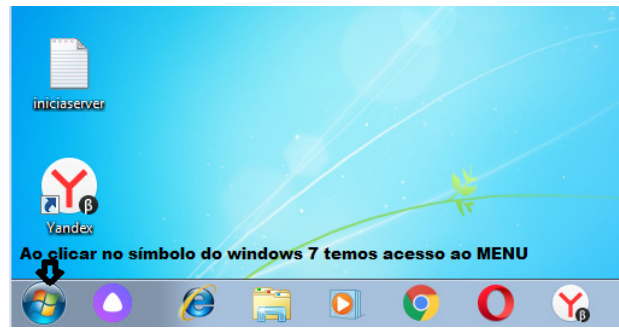 iniciaserver
β
Yandex
Ao clicar no símbolo do windows 7 temos acesso ao MENU
β